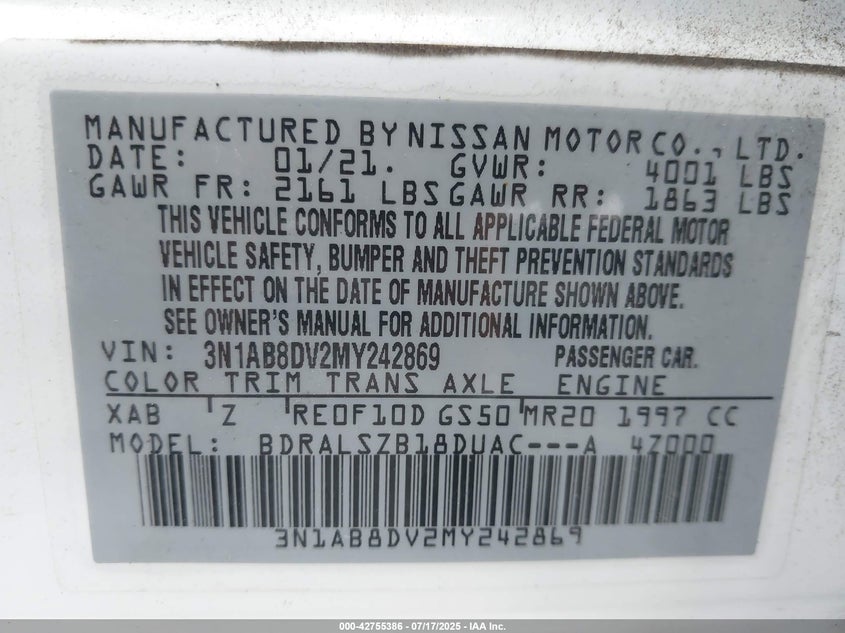 MANUFACTURED BY NISSAN MOTOR CO., LTD.
DATE: 01/21. GVWR: 4001 LBS
GAWR FR: 2161 LBS GAWR RR: 1863 LBS
THIS VEHICLE CONFORMS TO ALL APPLICABLE FEDERAL MOTOR
VEHICLE SAFETY, BUMPER AND THEFT PREVENTION STANDARDS
IN EFFECT ON THE DATE OF MANUFACTURE SHOWN ABOVE.
SEE OWNER'S MANUAL FOR ADDITIONAL INFORMATION.
VIN: 3N1AB8DV2MY242869 PASSENGER CAR.
COLOR TRIM TRANS AXLE ENGINE
XAB Z RE0F10D GS50 MR20 1997 CC
MODEL: BDRALSZB18DUAC---A 4Z000
3N1AB8DV2MY242869
000-42755386 - 07/17/2025 - IAA Inc.